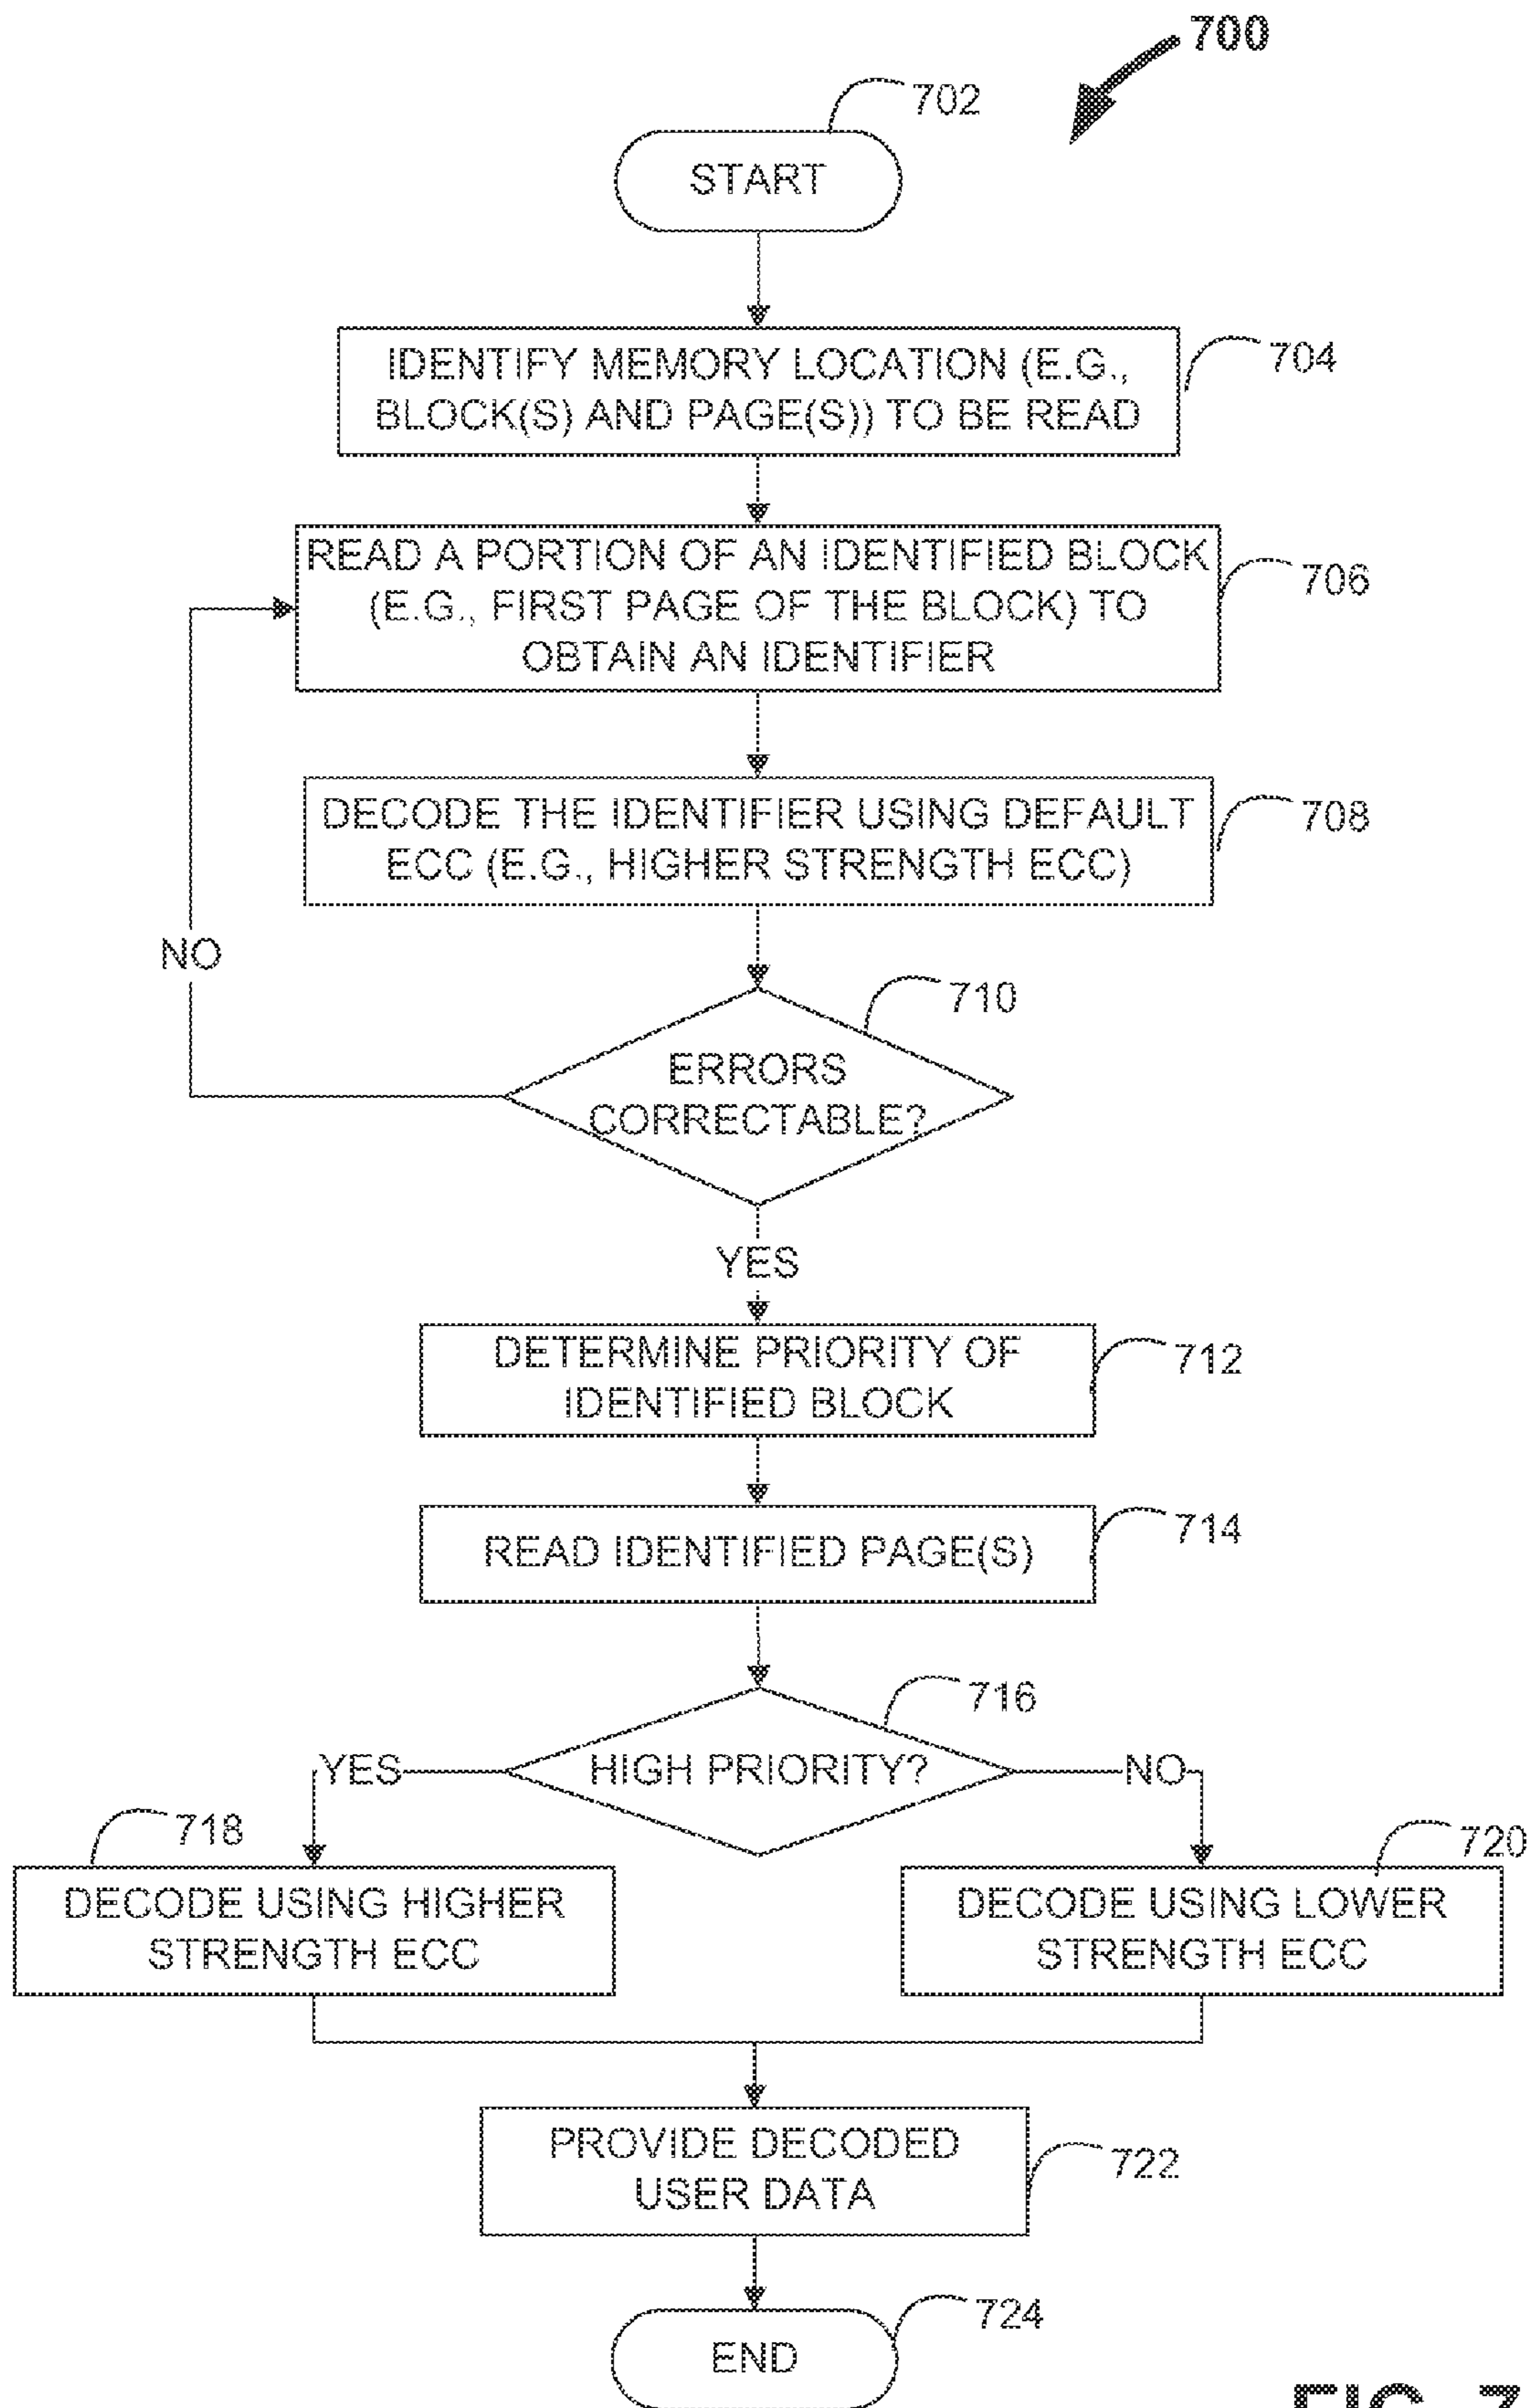 700
702
START
IDENTIFY MEMORY LOCATION (E.G.,
BLOCK(S) AND PAGE(S)) TO BE READ
704
READ A PORTION OF AN IDENTIFIED BLOCK
(E.G., FIRST PAGE OF THE BLOCK) TO
OBTAIN AN IDENTIFIER
706
DECODE THE IDENTIFIER USING DEFAULT
ECC (E.G., HIGHER STRENGTH ECC)
708
NO
710
ERRORS
CORRECTABLE?
YES
DETERMINE PRIORITY OF
IDENTIFIED BLOCK
712
READ IDENTIFIED PAGE(S)
714
716
HIGH PRIORITY?
YES
NO
718
DECODE USING HIGHER
STRENGTH ECC
720
DECODE USING LOWER
STRENGTH ECC
PROVIDE DECODED
USER DATA
722
724
END
FIG. 7